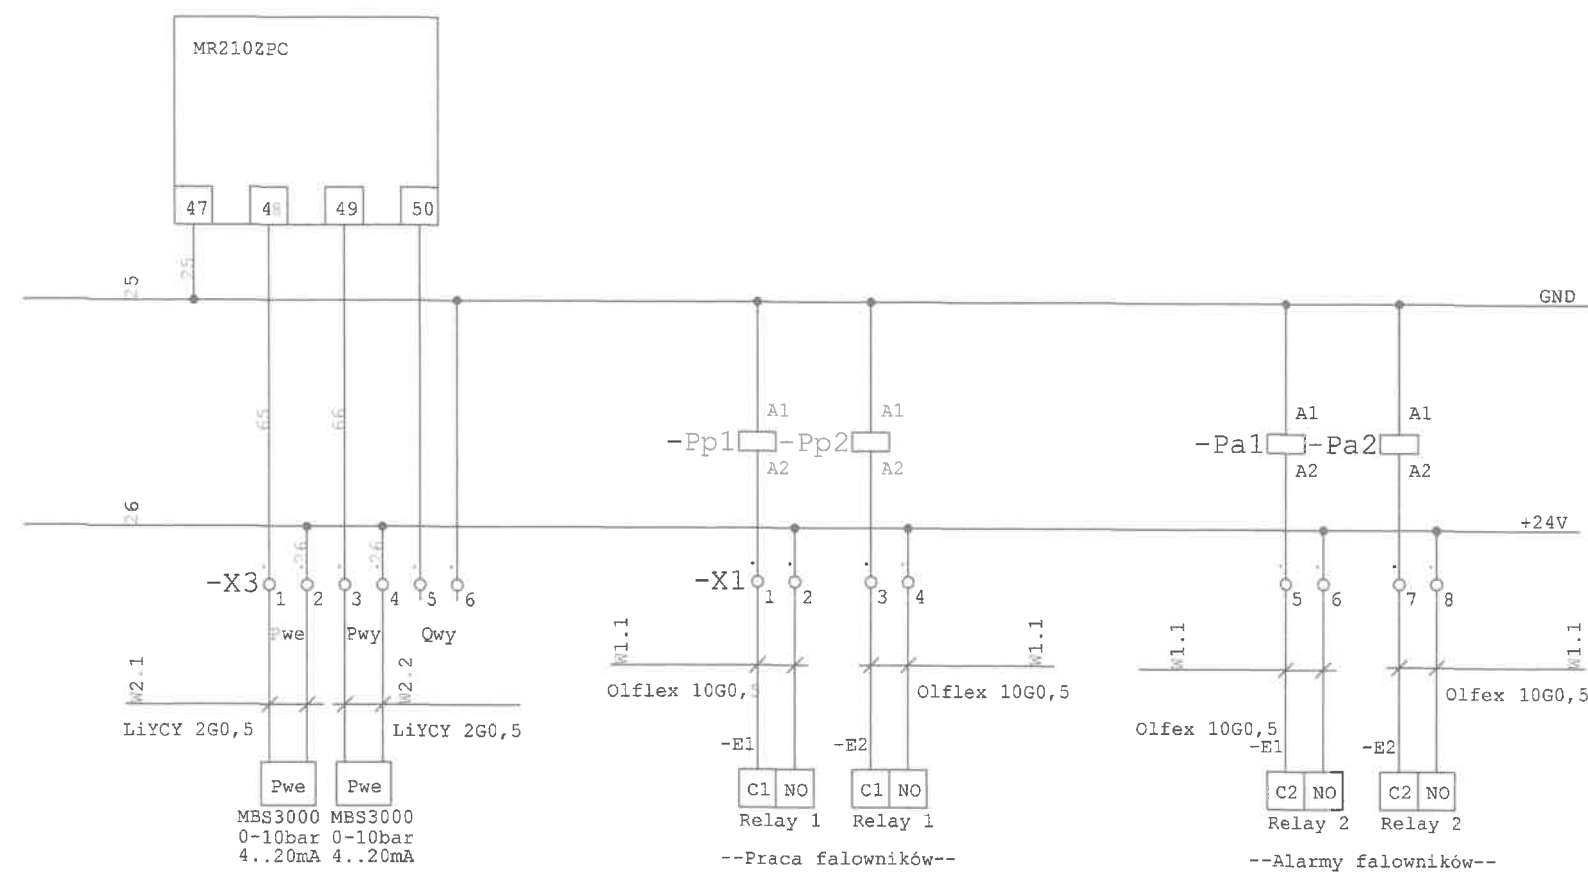 MR210ZPC
47 48 49 50
25
25
GND
65
66
A1 A1 A1 A1
-Pp1 -Pp2 -Pa1 -Pa2
A2 A2 A2 A2
26
+24V
26 26
-X3 1 2 3 4 5 6
-X1 1 2 3 4 5 6 7 8
Pwe Pwy Qwy
W2.1 W2.2 W1.1 W1.1 W1.1 W1.1
LiYCY 2G0,5 LiYCY 2G0,5
Olflex 10G0,5 Olflex 10G0,5
Olfex 10G0,5 Olfex 10G0,5
-E1 -E2 -E1 -E2
Pwe Pwe
C1 NO C1 NO C2 NO C2 NO
MBS3000 MBS3000
0-10bar 0-10bar
4..20mA 4..20mA
Relay 1 Relay 1 Relay 2 Relay 2
--Praca falowników--
--Alarmy falowników--